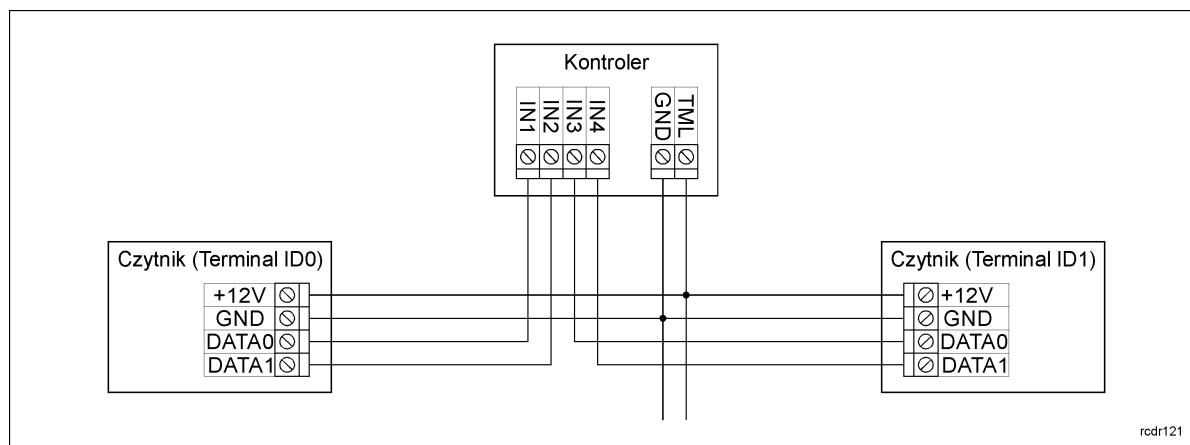 Kontroler
IN1
IN2
IN3
IN4
GND
TML
Czytnik (Terminal ID0)
+12V
GND
DATA0
DATA1
Czytnik (Terminal ID1)
+12V
GND
DATA0
DATA1
rcdr121